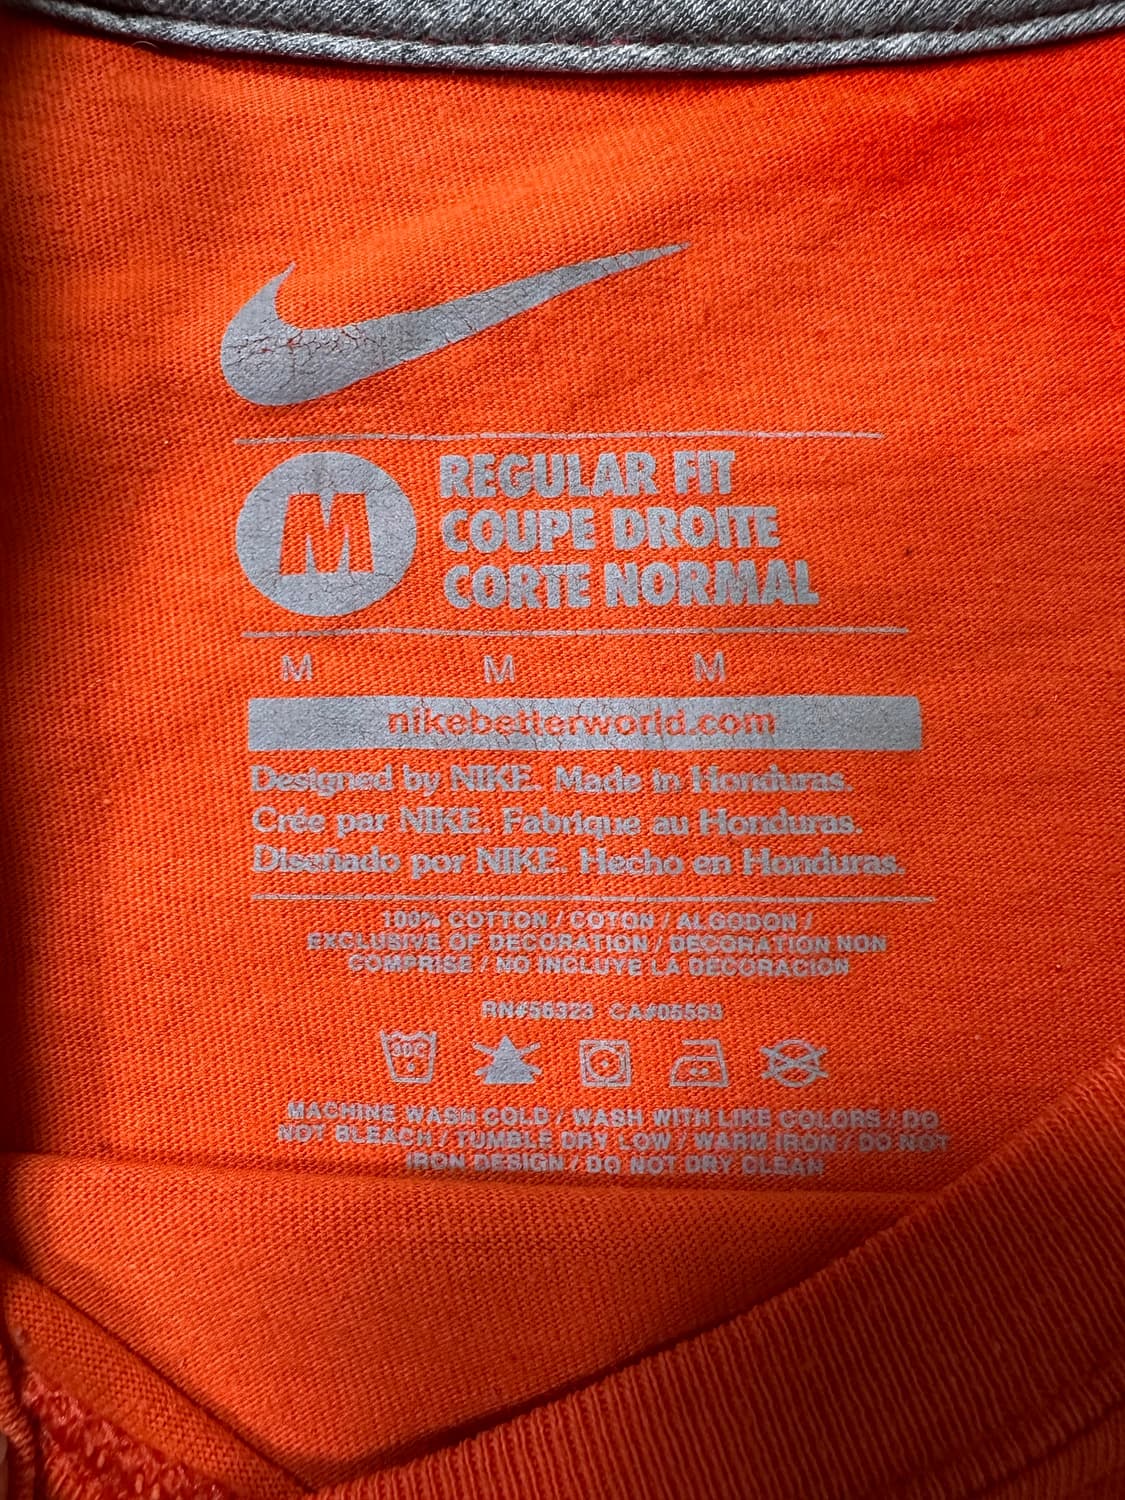 M
REGULAR FIT
COUPE DROITE
CORTE NORMAL
M M M
nikebetterworld.com
Designed by NIKE. Made in Honduras.
Crée par NIKE. Fabrique au Honduras.
Diseñado por NIKE. Hecho en Honduras.
100% COTTON / COTON / ALGODON /
EXCLUSIVE OF DECORATION / DECORATION NON
COMPRISE / NO INCLUYE LA DECORACION
RN#56323 CA#05553
30C
MACHINE WASH COLD / WASH WITH LIKE COLORS / DO
NOT BLEACH / TUMBLE DRY LOW / WARM IRON / DO NOT
IRON DESIGN / DO NOT DRY CLEAN